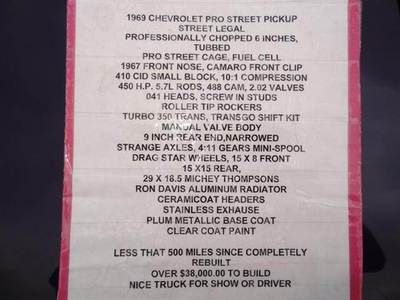 1969 CHEVROLET PRO STREET PICKUP
STREET LEGAL
PROFESSIONALLY CHOPPED 6 INCHES,
TUBBED
PRO STREET CAGE, FUEL CELL
1967 FRONT NOSE, CAMARO FRONT CLIP
410 CID SMALL BLOCK, 10:1 COMPRESSION
450 H.P. 5.7L RODS, 488 CAM, 2.02 VALVES
041 HEADS, SCREW IN STUDS
ROLLER TIP ROCKERS
TURBO 350 TRANS, TRANSGO SHIFT KIT
MANUAL VALVE BODY
9 INCH REAR END,NARROWED
STRANGE AXLES, 4:11 GEARS MINI-SPOOL
DRAG STAR WHEELS, 15 X 8 FRONT
15 X15 REAR,
29 X 18.5 MICHEY THOMPSONS
RON DAVIS ALUMINUM RADIATOR
CERAMICOAT HEADERS
STAINLESS EXHAUSE
PLUM METALLIC BASE COAT
CLEAR COAT PAINT
LESS THAT 500 MILES SINCE COMPLETELY
REBUILT
OVER $38,000.00 TO BUILD
NICE TRUCK FOR SHOW OR DRIVER